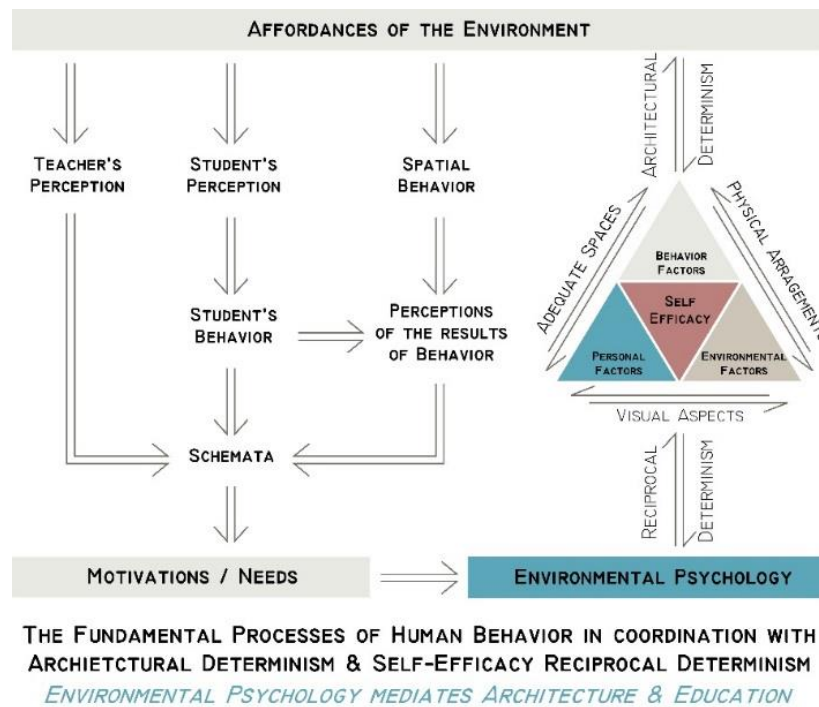 AFFORDANCES OF THE ENVIRONMENT
TEACHER'S
PERCEPTION
STUDENT'S
PERCEPTION
SPATIAL
BEHAVIOR
STUDENT'S
BEHAVIOR
PERCEPTIONS
OF THE RESULTS
OF BEHAVIOR
SCHEMATA
MOTIVATIONS / NEEDS
ARCHITECTURAL
DETERMINISM
ADEQUATE SPACES
PHYSICAL ARRAGEMENTS
BEHAVIOR
FACTORS
SELF
EFFICACY
PERSONAL
FACTORS
ENVIRONMENTAL
FACTORS
VISUAL ASPECTS
RECIPROCAL
DETERMINISM
ENVIRONMENTAL PSYCHOLOGY
THE FUNDAMENTAL PROCESSES OF HUMAN BEHAVIOR IN COORDINATION WITH
ARCHIETCTURAL DETERMINISM & SELF-EFFICACY RECIPROCAL DETERMINISM
ENVIRONMENTAL PSYCHOLOGY MEDIATES ARCHITECTURE & EDUCATION